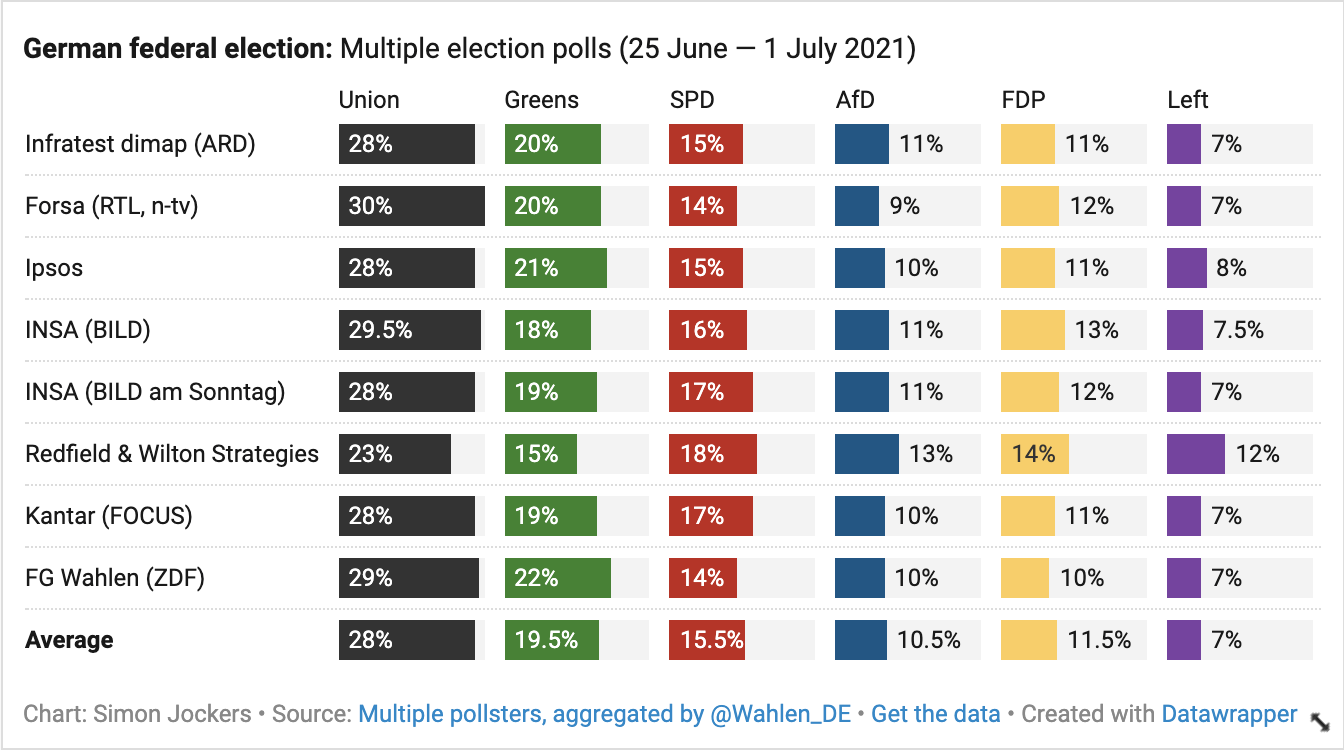 German federal election: Multiple election polls (25 June — 1 July 2021)
Union Greens SPD AfD FDP Left
Infratest dimap (ARD) 28% 20% 15% 11% 11% 7%
Forsa (RTL, n-tv) 30% 20% 14% 9% 12% 7%
Ipsos 28% 21% 15% 10% 11% 8%
INSA (BILD) 29.5% 18% 16% 11% 13% 7.5%
INSA (BILD am Sonntag) 28% 19% 17% 11% 12% 7%
Redfield & Wilton Strategies 23% 15% 18% 13% 14% 12%
Kantar (FOCUS) 28% 19% 17% 10% 11% 7%
FG Wahlen (ZDF) 29% 22% 14% 10% 10% 7%
Average 28% 19.5% 15.5% 10.5% 11.5% 7%
Chart: Simon Jockers • Source: Multiple pollsters, aggregated by @Wahlen_DE • Get the data • Created with Datawrapper